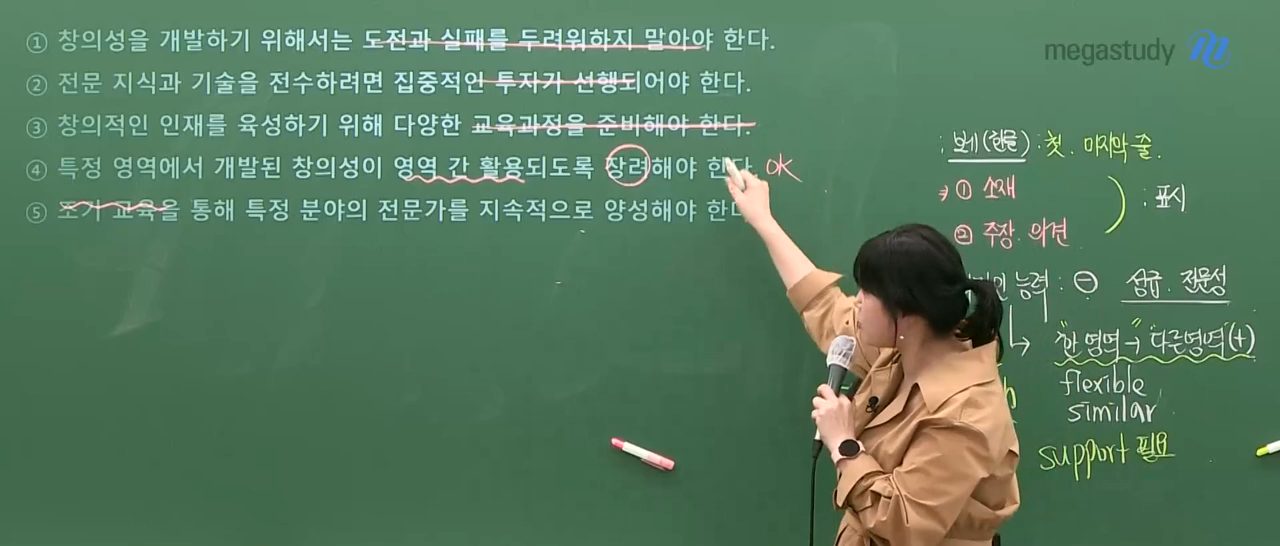 ① 창의성을 개발하기 위해서는 도전과 실패를 두려워하지 말아야 한다.
② 전문 지식과 기술을 전수하려면 집중적인 투자가 선행되어야 한다.
③ 창의적인 인재를 육성하기 위해 다양한 교육과정을 준비해야 한다.
④ 특정 영역에서 개발된 창의성이 영역 간 활용되도록 장려해야 한다. OK
⑤ 조기 교육을 통해 특정 분야의 전문가를 지속적으로 양성해야 한다
megastudy
: 보기(한글) : 첫. 마지막 줄.
① 소재
② 주장. 의견
: 표시
능력 : ⊖ 성급. 전문성
"한 영역" → "다른영역"(+)
flexible
similar
support 필요